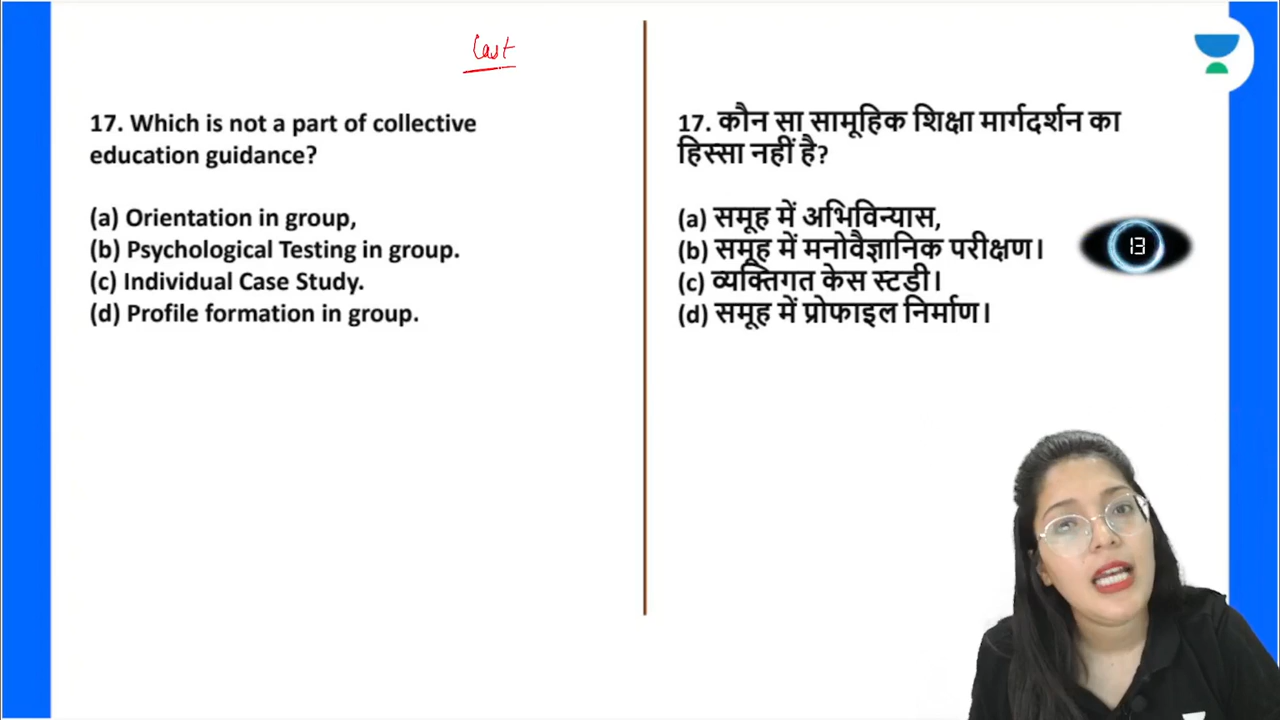 Last
17. Which is not a part of collective
education guidance?
(a) Orientation in group,
(b) Psychological Testing in group.
(c) Individual Case Study.
(d) Profile formation in group.
17. कौन सा सामूहिक शिक्षा मार्गदर्शन का
हिस्सा नहीं है?
(a) समूह में अभिविन्यास,
(b) समूह में मनोवैज्ञानिक परीक्षण।
(c) व्यक्तिगत केस स्टडी।
(d) समूह में प्रोफाइल निर्माण।
13